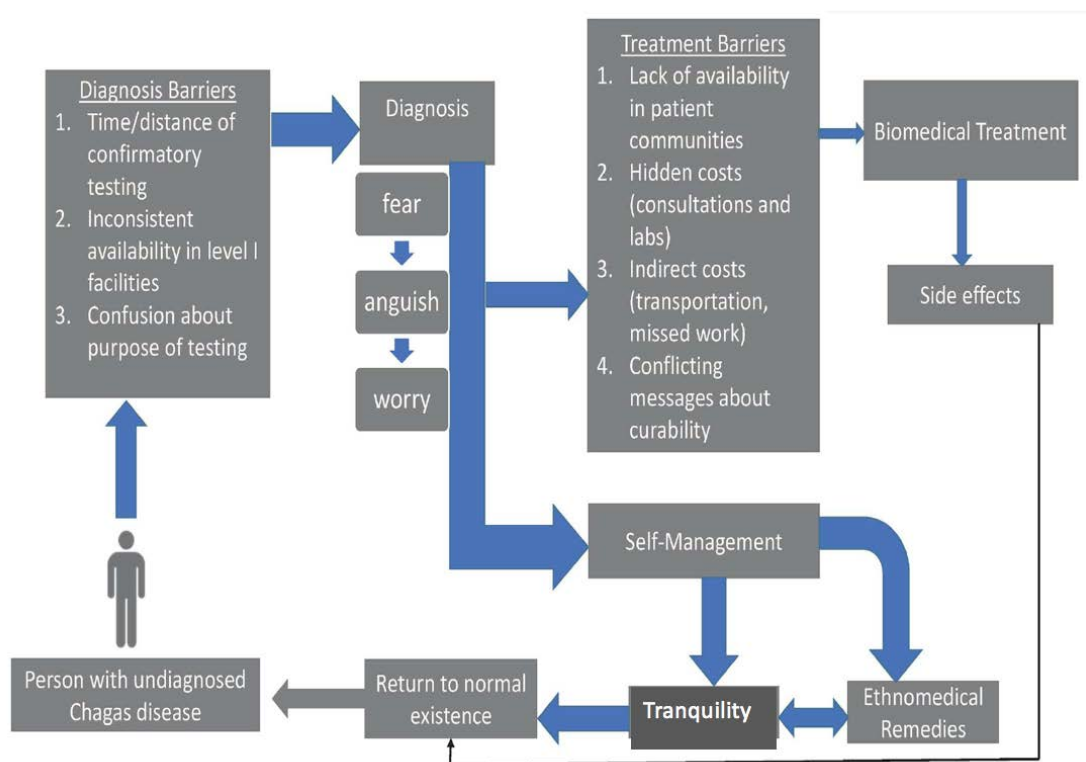 Diagnosis Barriers
1. Time/distance of
confirmatory
testing
2. Inconsistent
availability in level I
facilities
3. Confusion about
purpose of testing
Diagnosis
fear
anguish
worry
Treatment Barriers
1. Lack of availability
in patient
communities
2. Hidden costs
(consultations and
labs)
3. Indirect costs
(transportation,
missed work)
4. Conflicting
messages about
curability
Biomedical Treatment
Side effects
Self-Management
Person with undiagnosed
Chagas disease
Return to normal
existence
Tranquility
Ethnomedical
Remedies